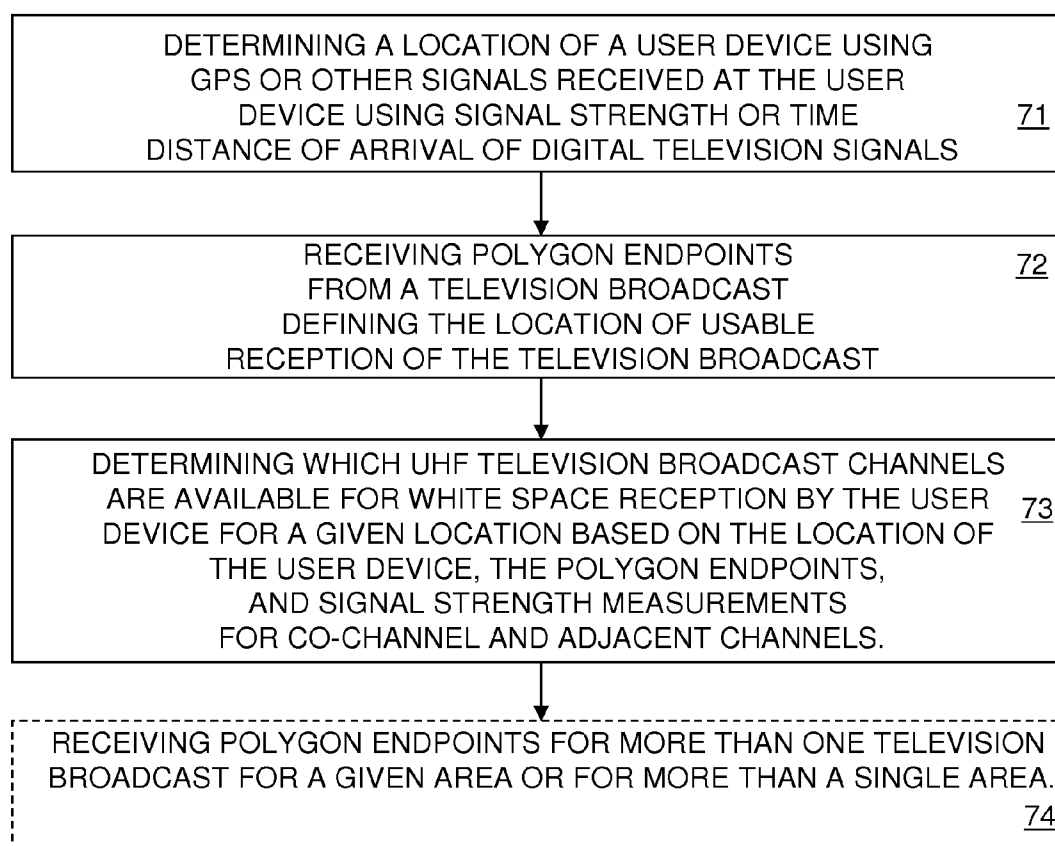 DETERMINING A LOCATION OF A USER DEVICE USING
GPS OR OTHER SIGNALS RECEIVED AT THE USER
DEVICE USING SIGNAL STRENGTH OR TIME
DISTANCE OF ARRIVAL OF DIGITAL TELEVISION SIGNALS
71
RECEIVING POLYGON ENDPOINTS
FROM A TELEVISION BROADCAST
DEFINING THE LOCATION OF USABLE
RECEPTION OF THE TELEVISION BROADCAST
72
DETERMINING WHICH UHF TELEVISION BROADCAST CHANNELS
ARE AVAILABLE FOR WHITE SPACE RECEPTION BY THE USER
DEVICE FOR A GIVEN LOCATION BASED ON THE LOCATION OF
THE USER DEVICE, THE POLYGON ENDPOINTS,
AND SIGNAL STRENGTH MEASUREMENTS
FOR CO-CHANNEL AND ADJACENT CHANNELS.
73
RECEIVING POLYGON ENDPOINTS FOR MORE THAN ONE TELEVISION
BROADCAST FOR A GIVEN AREA OR FOR MORE THAN A SINGLE AREA.
74